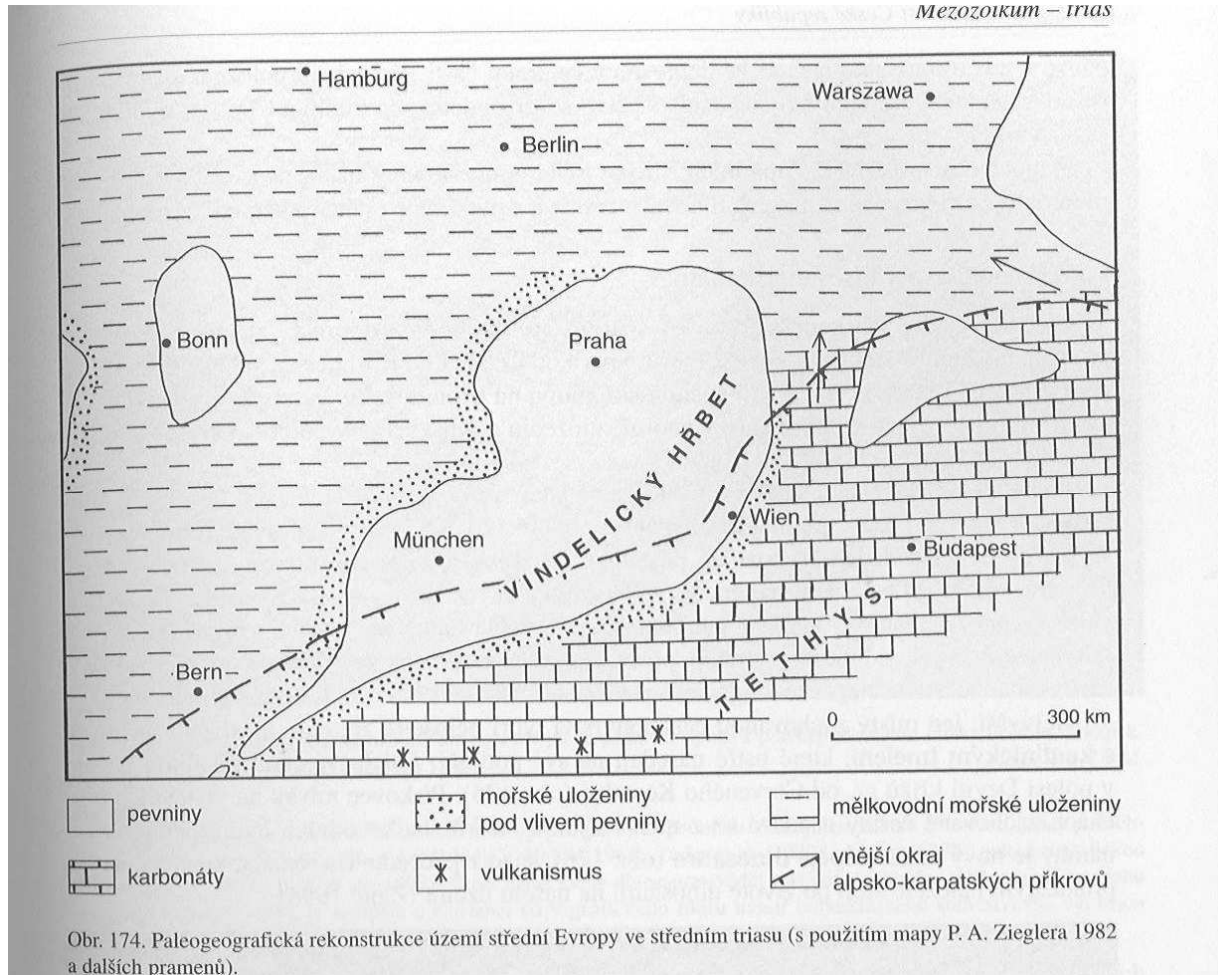 Mezozoikum – trias
Hamburg
Warszawa
Berlin
Bonn
Praha
VINDELICKÝ HŘBET
Wien
München
Budapest
TETHYS
Bern
0 300 km
pevniny
mořské uloženiny
pod vlivem pevniny
mělkovodní mořské uloženiny
karbonáty
vulkanismus
vnější okraj
alpsko-karpatských příkrovů
Obr. 174. Paleogeografická rekonstrukce území střední Evropy ve středním triasu (s použitím mapy P. A. Zieglera 1982
a dalších pramenů).